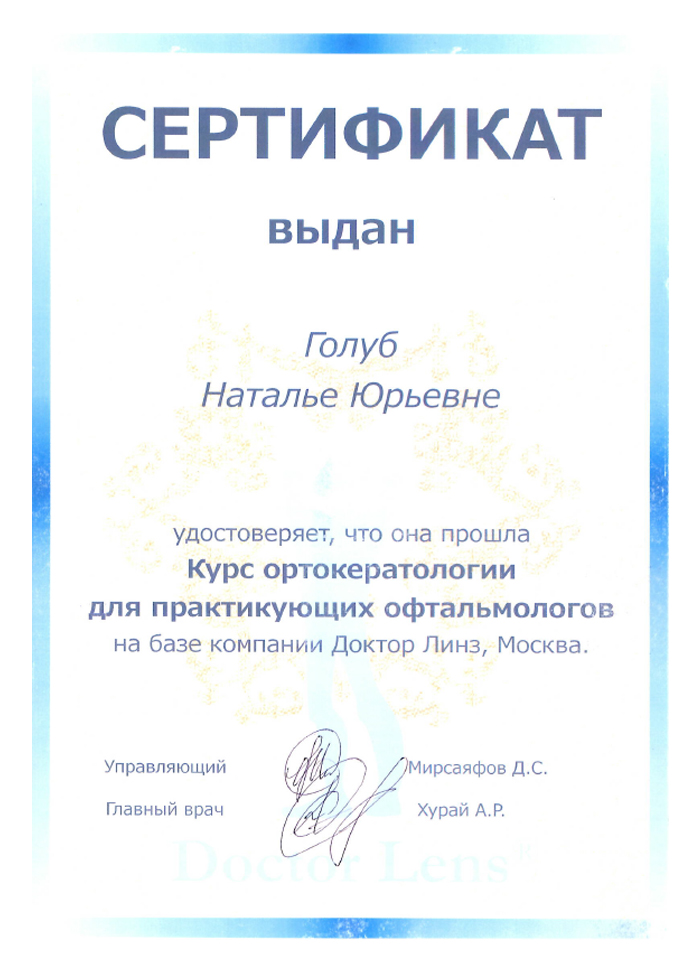 СЕРТИФИКАТ
выдан
Голуб
Наталье Юрьевне
удостоверяет, что она прошла
Курс ортокератологии
для практикующих офтальмологов
на базе компании Доктор Линз, Москва.
Управляющий Мирсаяфов Д.С.
Главный врач Хурай А.Р.
Doctor Lens®